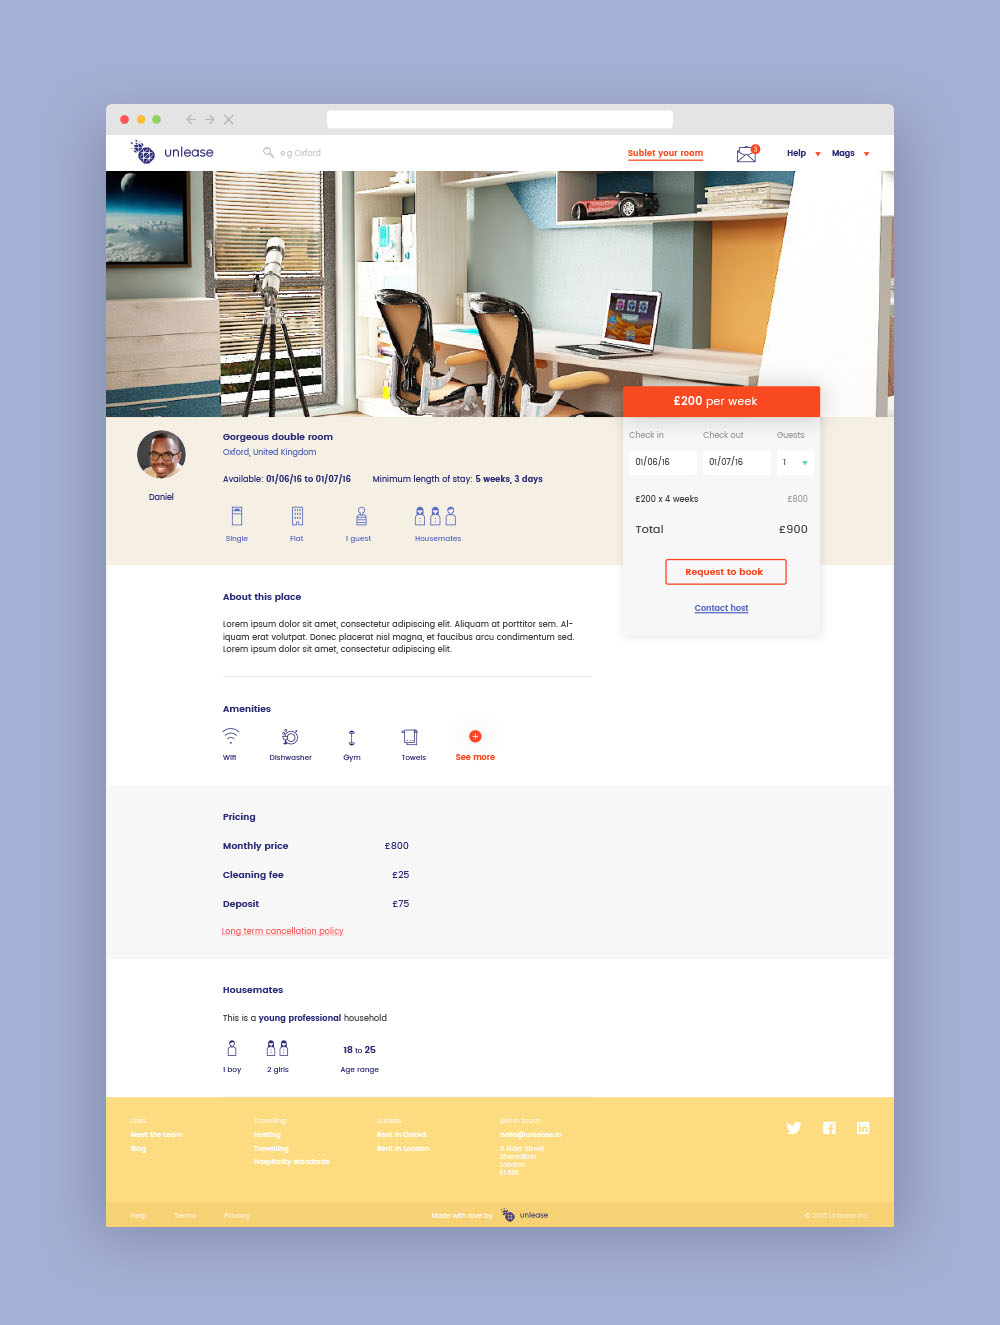 unlease
e g Oxford
Sublet your room
3
Help
Mags
£200 per week
Check in
Check out
Guests
01/06/16
01/07/16
1
£200 x 4 weeks
£800
Total
£900
Request to book
Contact host
Daniel
Gorgeous double room
Oxford, United Kingdom
Available: 01/06/16 to 01/07/16
Minimum length of stay: 5 weeks, 3 days
Single
Flat
1 guest
Housemates
About this place
Lorem ipsum dolor sit amet, consectetur adipiscing elit. Aliquam at porttitor sem. Al-
iquam erat volutpat. Donec placerat nisl magna, et faucibus arcu condimentum sed.
Lorem ipsum dolor sit amet, consectetur adipiscing elit.
Amenities
Wifi
Dishwasher
Gym
Towels
See more
Pricing
Monthly price
£800
Cleaning fee
£25
Deposit
£75
Long term cancellation policy
Housemates
This is a young professional household
1 boy
2 girls
18 to 25
Age range
Links
Meet the team
Blog
Travelling
Hosting
Travelling
Hospitality standards
Sublets
Rent in Oxford
Rent in London
Get in touch
hello@unlease.io
11 Elder Street
Shoreditch
London
Help
Terms
Privacy
Made with love by
unlease
Unlease Inc.